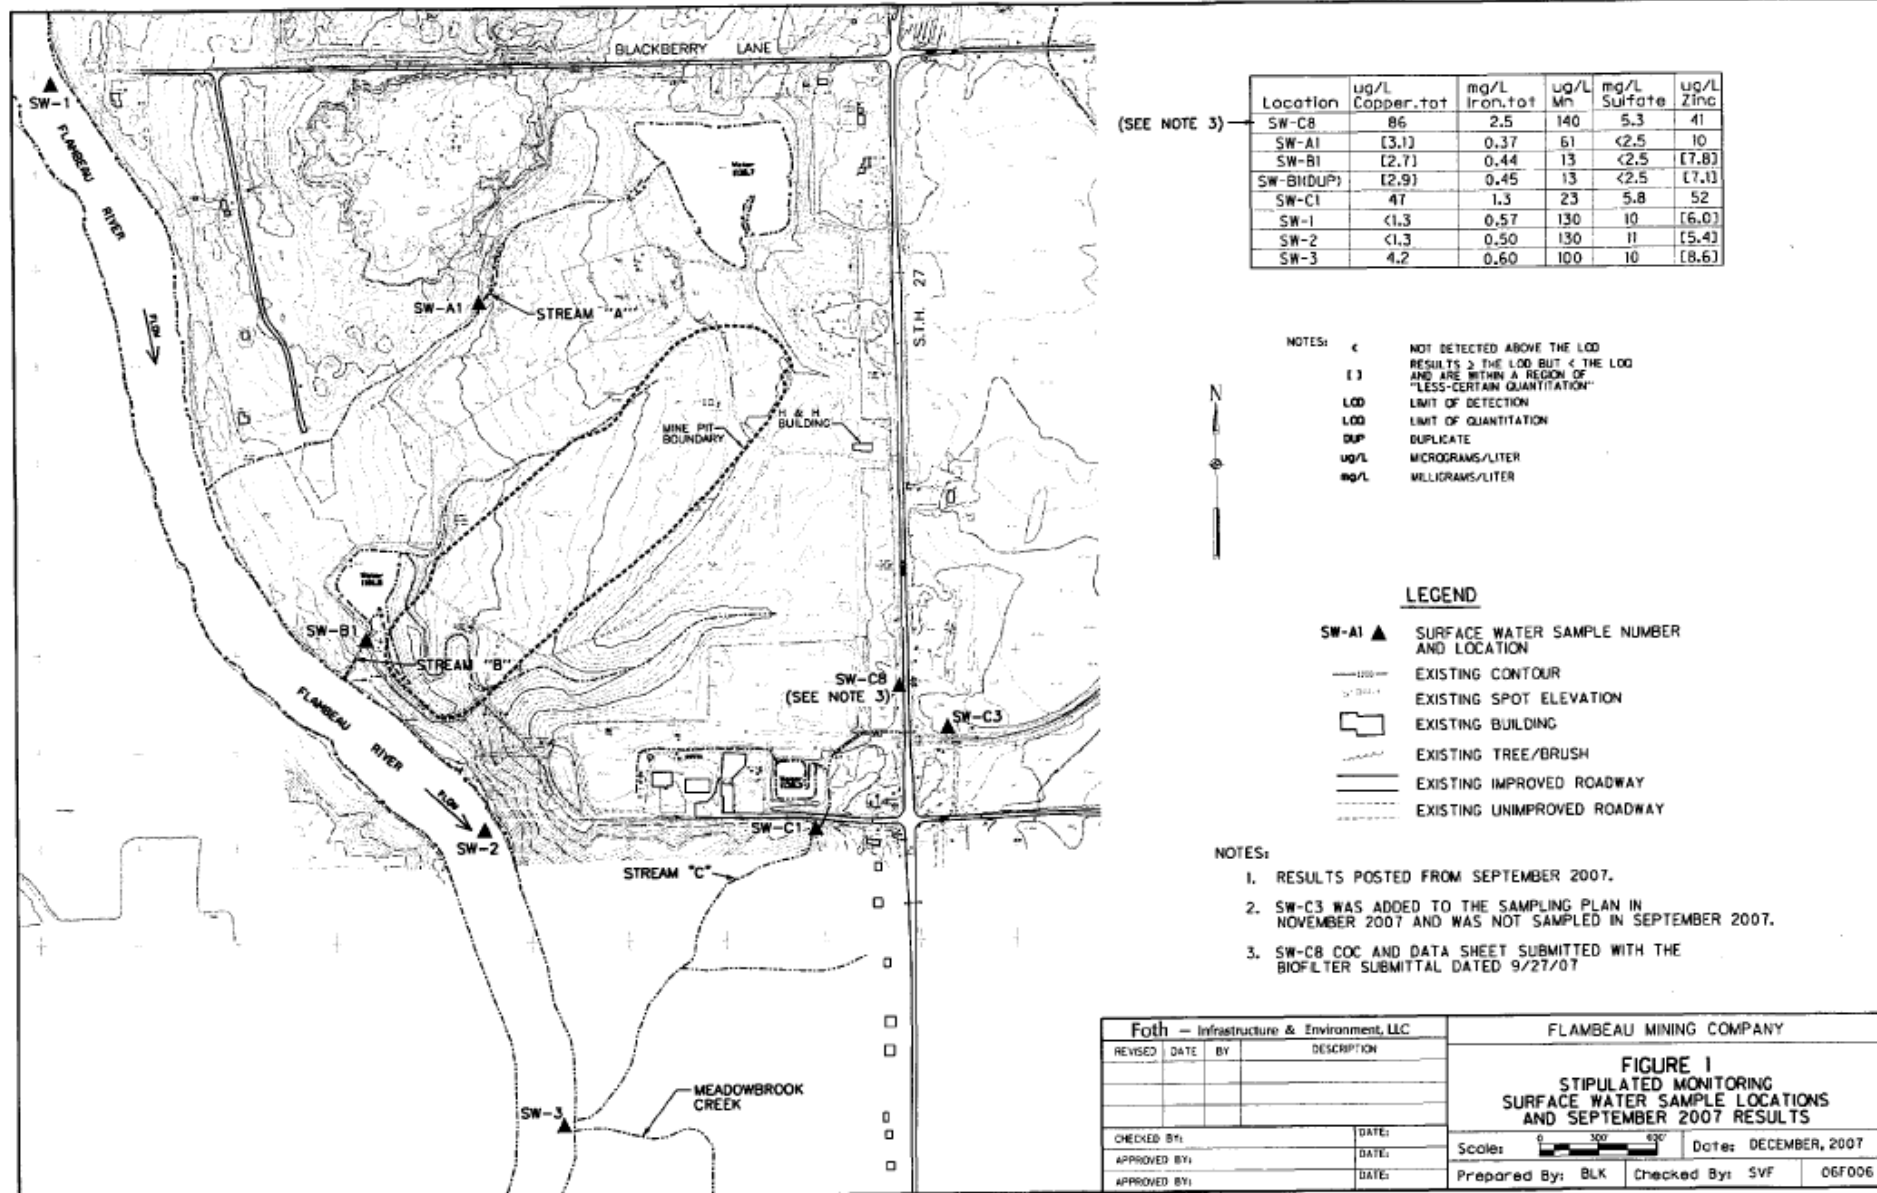 BLACKBERRY LANE
SW-1
FLAMBEAU
RIVER
FLOW
SW-A1
STREAM "A"
S.T.H. 27
MINE PIT
BOUNDARY
H & H
BUILDING
SW-B1
STREAM "B"
FLAMBEAU
RIVER
FLOW
SW-2
SW-C8
(SEE NOTE 3)
SW-C3
SW-C1
STREAM "C"
SW-3
MEADOWBROOK
CREEK
(SEE NOTE 3)
Location ug/L Copper.tot mg/L Iron.tot ug/L Mn mg/L Sulfate ug/L Zinc
SW-C8 86 2.5 140 5.3 41
SW-A1 [3.1] 0.37 61 <2.5 10
SW-B1 [2.7] 0.44 13 <2.5 [7.8]
SW-B1(DUP) [2.9] 0.45 13 <2.5 [7.1]
SW-C1 47 1.3 23 5.8 52
SW-1 <1.3 0.57 130 10 [6.0]
SW-2 <1.3 0.50 130 11 [5.4]
SW-3 4.2 0.60 100 10 [8.6]
NOTES:
< NOT DETECTED ABOVE THE LOD
[ ] RESULTS ≥ THE LOD BUT < THE LOQ
AND ARE WITHIN A REGION OF
"LESS-CERTAIN QUANTITATION"
LOD LIMIT OF DETECTION
LOQ LIMIT OF QUANTITATION
DUP DUPLICATE
ug/L MICROGRAMS/LITER
mg/L MILLIGRAMS/LITER
N
LEGEND
SW-A1 SURFACE WATER SAMPLE NUMBER
AND LOCATION
EXISTING CONTOUR
EXISTING SPOT ELEVATION
EXISTING BUILDING
EXISTING TREE/BRUSH
EXISTING IMPROVED ROADWAY
EXISTING UNIMPROVED ROADWAY
NOTES:
1. RESULTS POSTED FROM SEPTEMBER 2007.
2. SW-C3 WAS ADDED TO THE SAMPLING PLAN IN
NOVEMBER 2007 AND WAS NOT SAMPLED IN SEPTEMBER 2007.
3. SW-C8 COC AND DATA SHEET SUBMITTED WITH THE
BIOFILTER SUBMITTAL DATED 9/27/07
Foth – Infrastructure & Environment, LLC
REVISED DATE BY DESCRIPTION
CHECKED BY: DATE:
APPROVED BY: DATE:
APPROVED BY: DATE:
FLAMBEAU MINING COMPANY
FIGURE 1
STIPULATED MONITORING
SURFACE WATER SAMPLE LOCATIONS
AND SEPTEMBER 2007 RESULTS
Scale: 0 300' 600' Date: DECEMBER, 2007
Prepared By: BLK Checked By: SVF 06F006